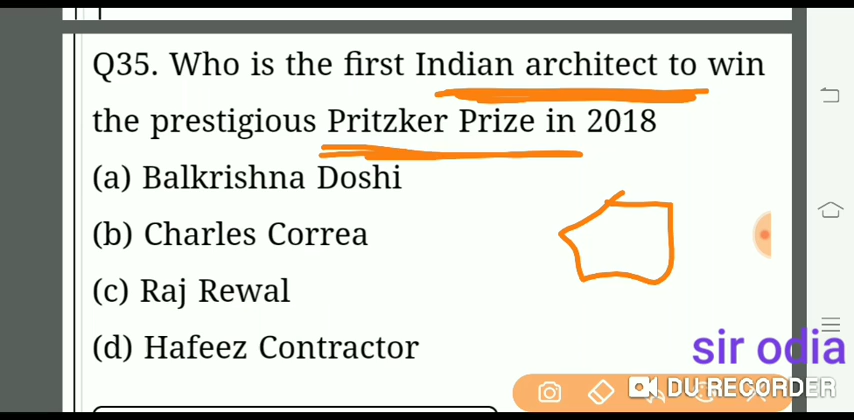 Q35. Who is the first Indian architect to win
the prestigious Pritzker Prize in 2018
(a) Balkrishna Doshi
(b) Charles Correa
(c) Raj Rewal
(d) Hafeez Contractor
sir odia
DU RECORDER